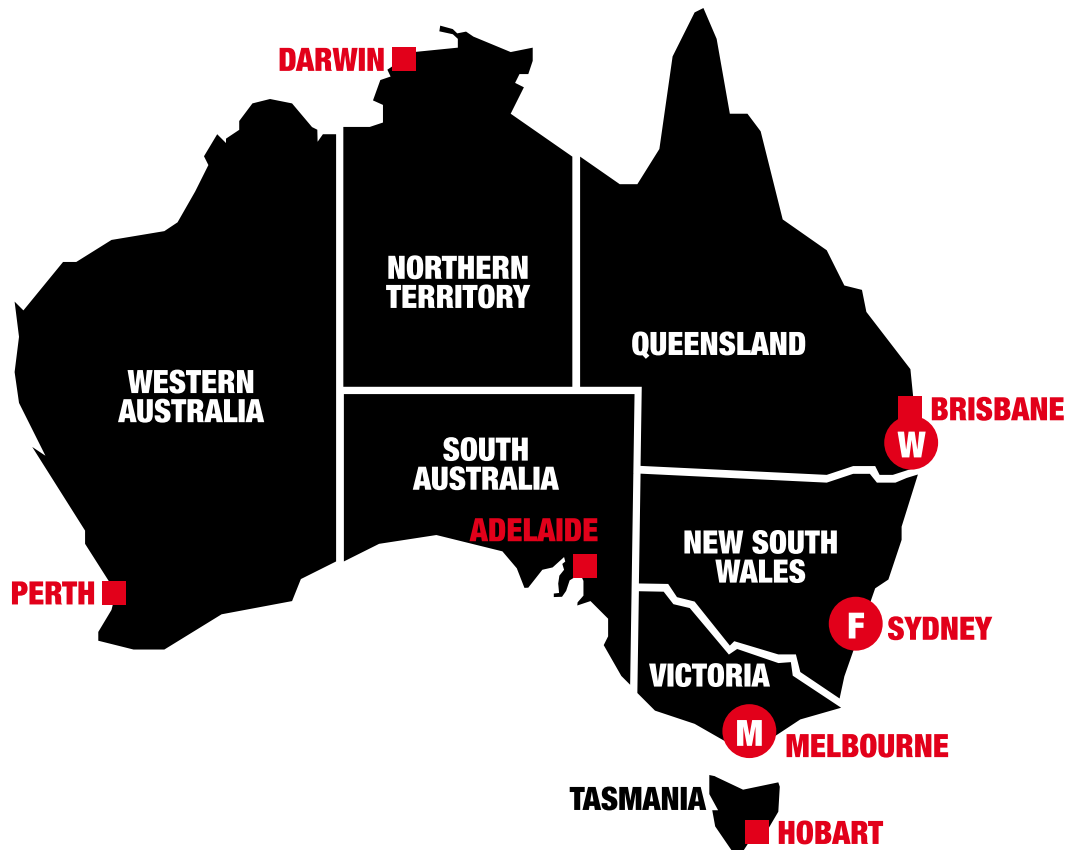 DARWIN
NORTHERN
TERRITORY
QUEENSLAND
WESTERN
AUSTRALIA
BRISBANE
W
SOUTH
AUSTRALIA
ADELAIDE
NEW SOUTH
WALES
PERTH
F
SYDNEY
VICTORIA
M
MELBOURNE
TASMANIA
HOBART